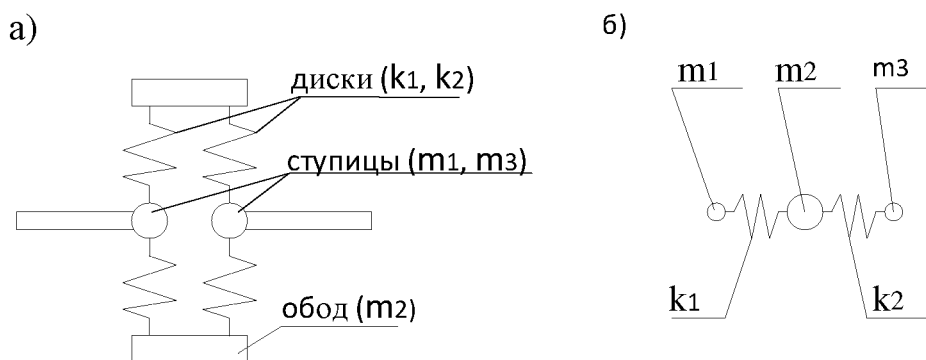 а)
диски (k1, k2)
ступицы (m1, m3)
обод (m2)
б)
m1 m2 m3
k1 k2